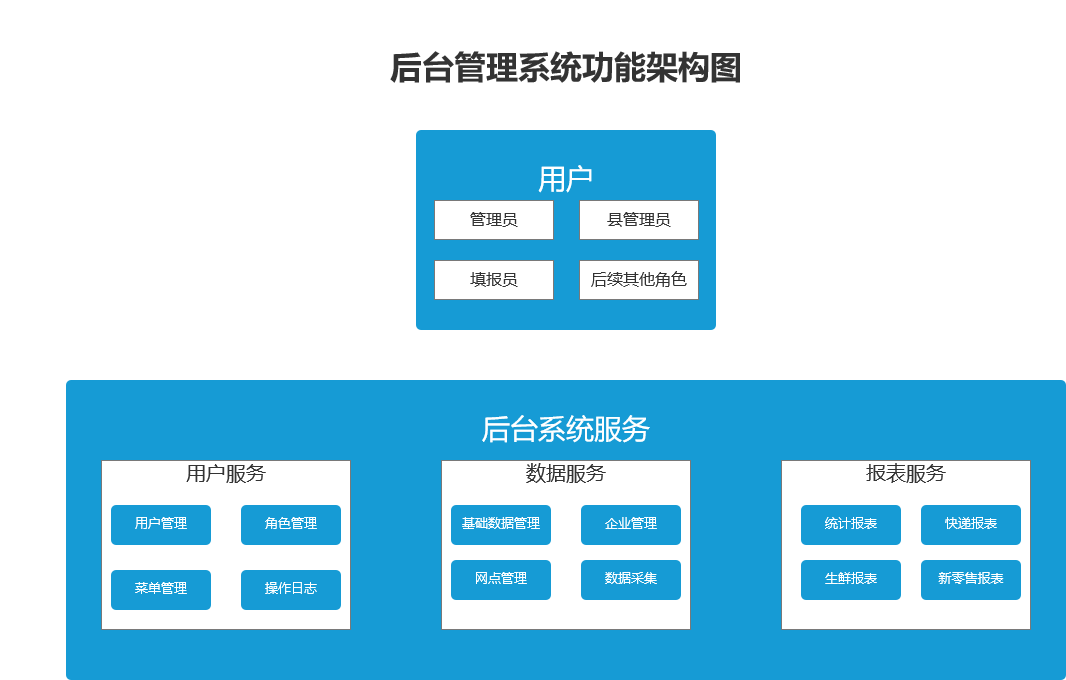 后台管理系统功能架构图
用户
管理员
县管理员
填报员
后续其他角色
后台系统服务
用户服务
数据服务
报表服务
用户管理
角色管理
基础数据管理
企业管理
统计报表
快递报表
菜单管理
操作日志
网点管理
数据采集
生鲜报表
新零售报表